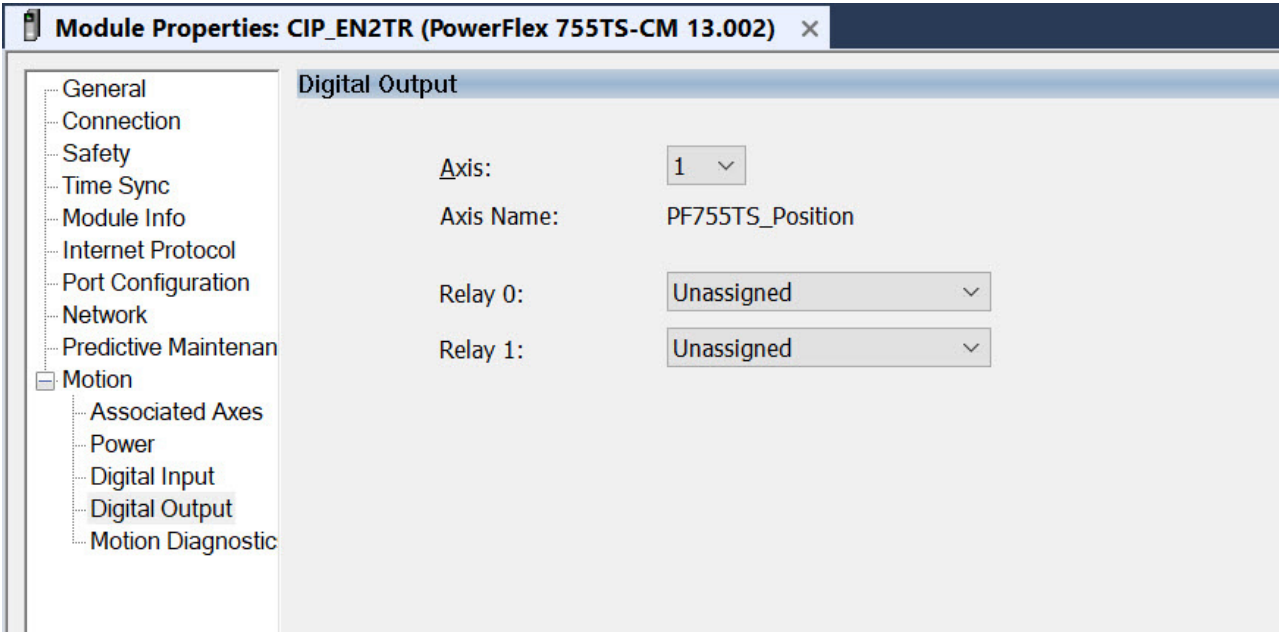 Module Properties: CIP_EN2TR (PowerFlex 755TS-CM 13.002)
General
Connection
Safety
Time Sync
Module Info
Internet Protocol
Port Configuration
Network
Predictive Maintenan
Motion
Associated Axes
Power
Digital Input
Digital Output
Motion Diagnostic
Digital Output
Axis: 1
Axis Name: PF755TS_Position
Relay 0: Unassigned
Relay 1: Unassigned